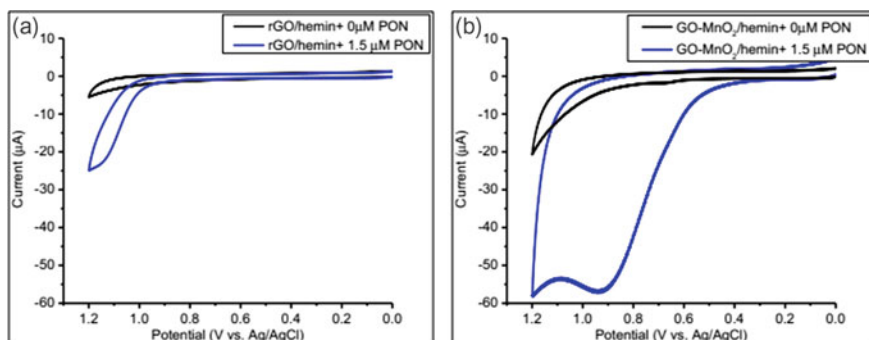 (a)
rGO/hemin+ 0μM PON
rGO/hemin+ 1.5 μM PON
10
0
-10
-20
-30
-40
-50
-60
Current (μA)
1.2 1.0 0.8 0.6 0.4 0.2 0.0
Potential (V vs. Ag/AgCl)
(b)
GO-MnO₂/hemin+ 0μM PON
GO-MnO₂/hemin+ 1.5 μM PON
10
0
-10
-20
-30
-40
-50
-60
Current (μA)
1.2 1.0 0.8 0.6 0.4 0.2 0.0
Potential (V vs. Ag/AgCl)